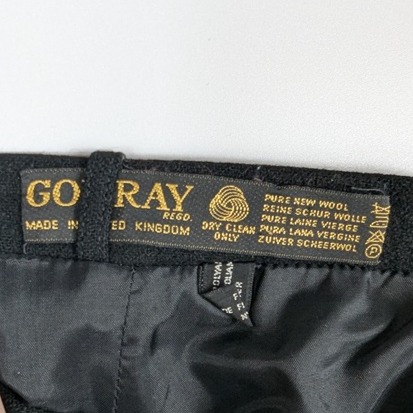 GO RAY
REGD.
MADE IN ED KINGDOM
DRY CLEAN
ONLY
PURE NEW WOOL
REINE SCHUR WOLLE
PURE LAINE VIERGE
PURA LANA VERGINE
ZUIVER SCHEERWOL